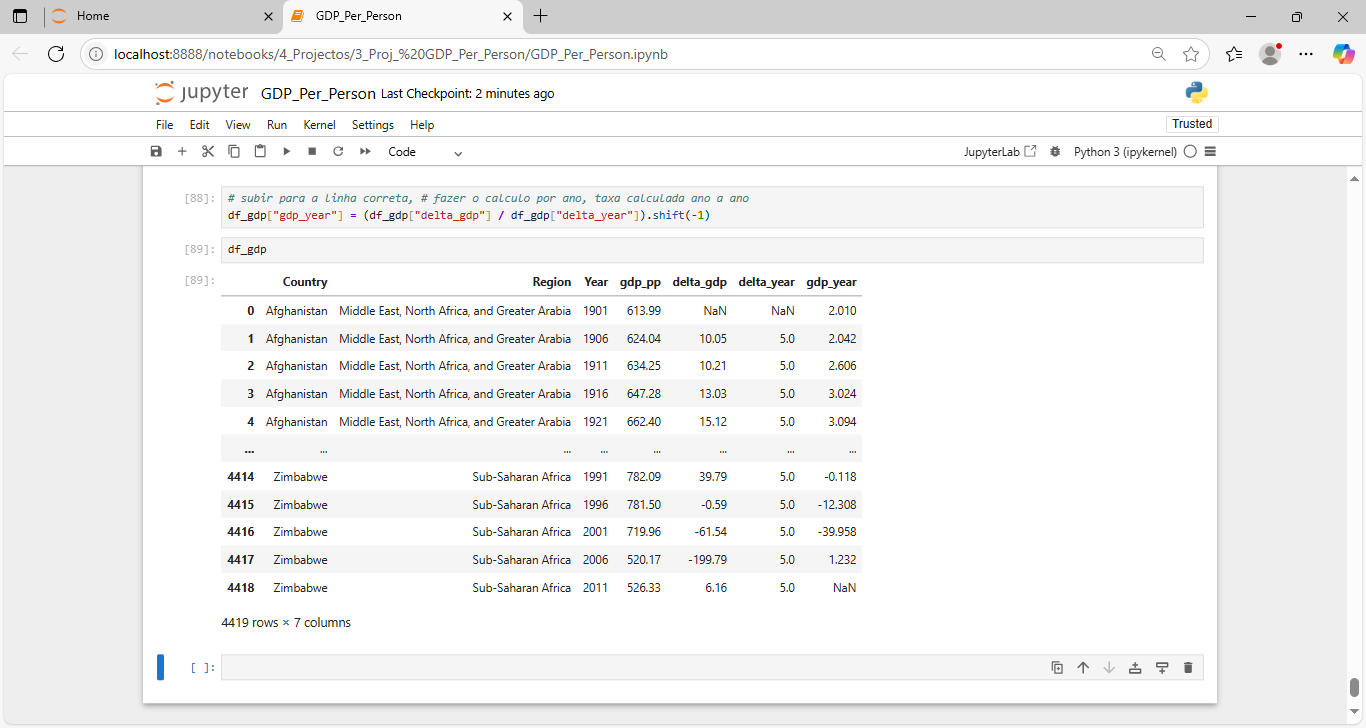 Home
GDP_Per_Person
localhost:8888/notebooks/4_Projectos/3_Proj_%20GDP_Per_Person/GDP_Per_Person.ipynb
jupyter GDP_Per_Person Last Checkpoint: 2 minutes ago
File Edit View Run Kernel Settings Help Trusted
Code JupyterLab Python 3 (ipykernel)
[88]: # subir para a linha correta, # fazer o calculo por ano, taxa calculada ano a ano
df_gdp["gdp_year"] = (df_gdp["delta_gdp"] / df_gdp["delta_year"]).shift(-1)
[89]: df_gdp
[89]: Country Region Year gdp_pp delta_gdp delta_year gdp_year
0 Afghanistan Middle East, North Africa, and Greater Arabia 1901 613.99 NaN NaN 2.010
1 Afghanistan Middle East, North Africa, and Greater Arabia 1906 624.04 10.05 5.0 2.042
2 Afghanistan Middle East, North Africa, and Greater Arabia 1911 634.25 10.21 5.0 2.606
3 Afghanistan Middle East, North Africa, and Greater Arabia 1916 647.28 13.03 5.0 3.024
4 Afghanistan Middle East, North Africa, and Greater Arabia 1921 662.40 15.12 5.0 3.094
... ... ... ... ... ... ... ...
4414 Zimbabwe Sub-Saharan Africa 1991 782.09 39.79 5.0 -0.118
4415 Zimbabwe Sub-Saharan Africa 1996 781.50 -0.59 5.0 -12.308
4416 Zimbabwe Sub-Saharan Africa 2001 719.96 -61.54 5.0 -39.958
4417 Zimbabwe Sub-Saharan Africa 2006 520.17 -199.79 5.0 1.232
4418 Zimbabwe Sub-Saharan Africa 2011 526.33 6.16 5.0 NaN
4419 rows × 7 columns
[ ]: